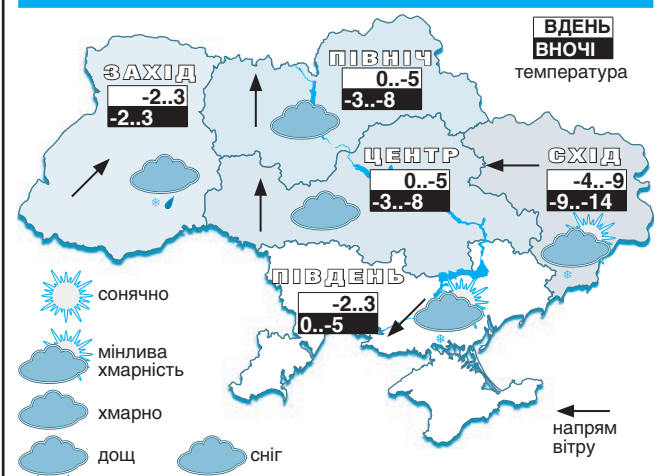 ВДЕНЬ
ВНОЧІ
температура
ПІВНІЧ
0..-5
-3..-8
ЗАХІД
-2..3
-2..3
ЦЕНТР
0..-5
-3..-8
СХІД
-4..-9
-9..-14
ПІВДЕНЬ
-2..3
0..-5
сонячно
мінлива
хмарність
хмарно
дощ
сніг
напрям
вітру